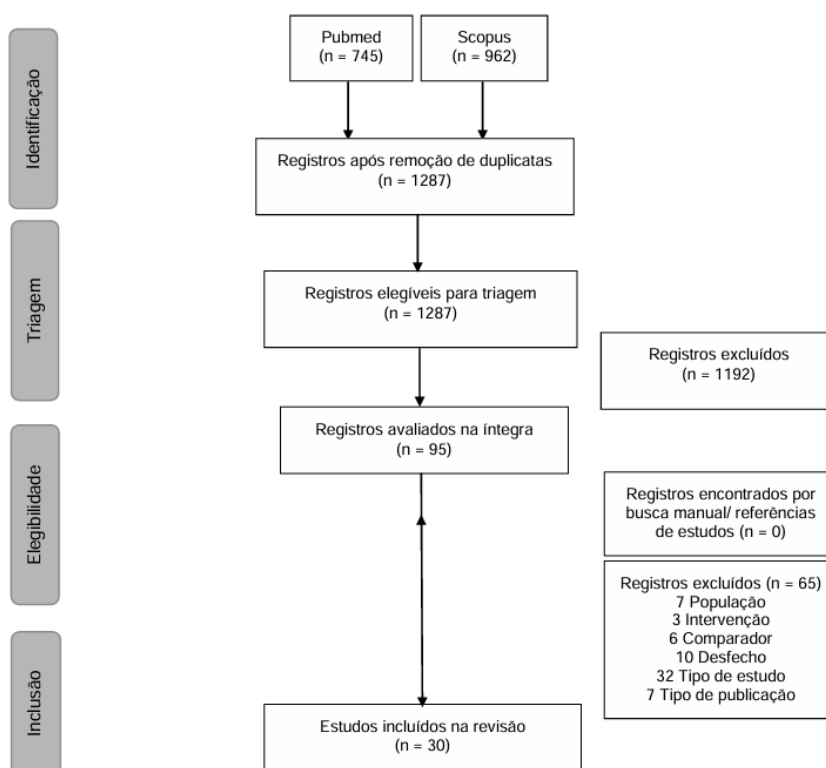 Identificação
Pubmed
(n = 745)
Scopus
(n = 962)
Registros após remoção de duplicatas
(n = 1287)
Triagem
Registros elegíveis para triagem
(n = 1287)
Registros excluídos
(n = 1192)
Registros avaliados na íntegra
(n = 95)
Elegibilidade
Registros encontrados por
busca manual/ referências
de estudos (n = 0)
Registros excluídos (n = 65)
7 População
3 Intervenção
6 Comparador
10 Desfecho
32 Tipo de estudo
7 Tipo de publicação
Inclusão
Estudos incluídos na revisão
(n = 30)